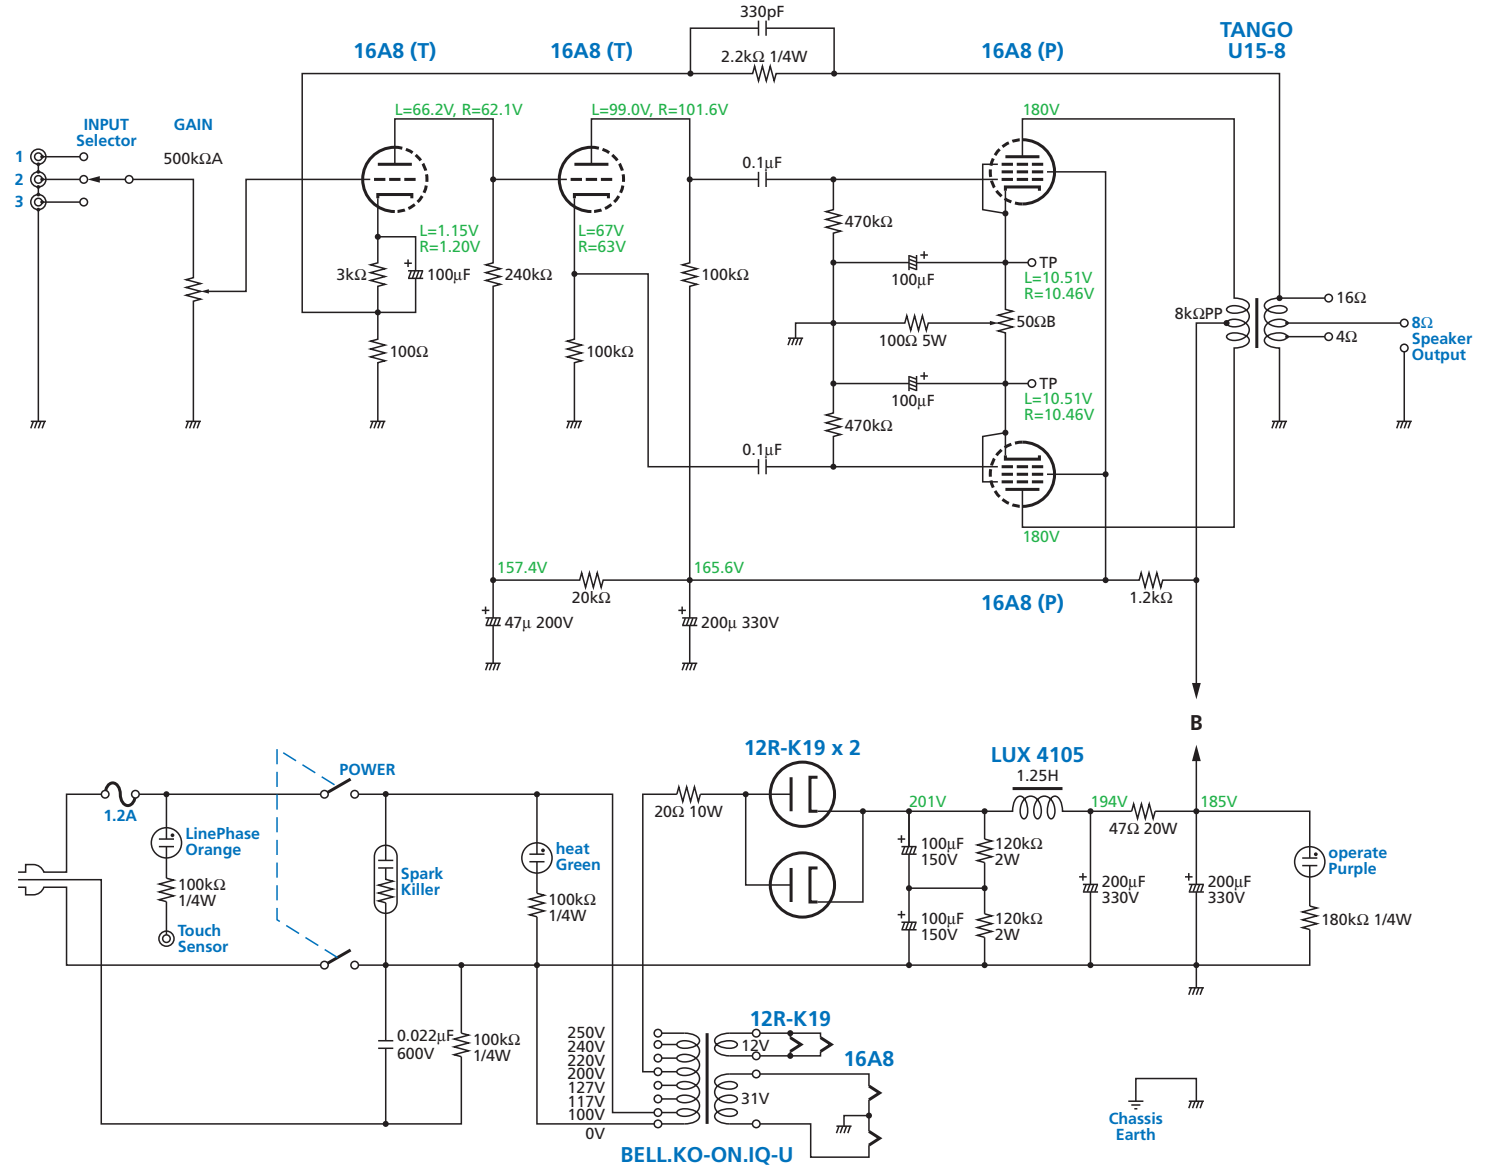 330pF
TANGO
U15-8
16A8 (T)
16A8 (T)
16A8 (P)
2.2kΩ 1/4W
L=66.2V, R=62.1V
L=99.0V, R=101.6V
180V
INPUT
Selector
GAIN
500kΩA
1
2
3
0.1μF
470kΩ
L=1.15V
R=1.20V
L=67V
R=63V
3kΩ
100μF
240kΩ
100kΩ
100μF
TP
L=10.51V
R=10.46V
8kΩPP
16Ω
8Ω
Speaker
Output
4Ω
50ΩB
100Ω 5W
100Ω
100kΩ
100μF
TP
L=10.51V
R=10.46V
470kΩ
0.1μF
180V
157.4V
165.6V
20kΩ
16A8 (P)
1.2kΩ
47μ 200V
200μ 330V
B
12R-K19 x 2
LUX 4105
1.25H
POWER
1.2A
LinePhase
Orange
100kΩ
1/4W
Touch
Sensor
Spark
Killer
heat
Green
100kΩ
1/4W
20Ω 10W
201V
194V
185V
47Ω 20W
100μF
150V
120kΩ
2W
100μF
150V
120kΩ
2W
200μF
330V
200μF
330V
operate
Purple
180kΩ 1/4W
0.022μF
600V
100kΩ
1/4W
250V
240V
220V
200V
127V
117V
100V
0V
12R-K19
12V
16A8
31V
BELL.KO-ON.IQ-U
Chassis
Earth